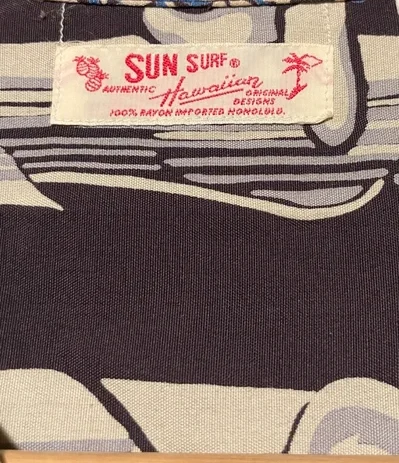 SUN SURF®
AUTHENTIC Hawaiian ORIGINAL DESIGNS
100% RAYON IMPORTED HONOLULU.